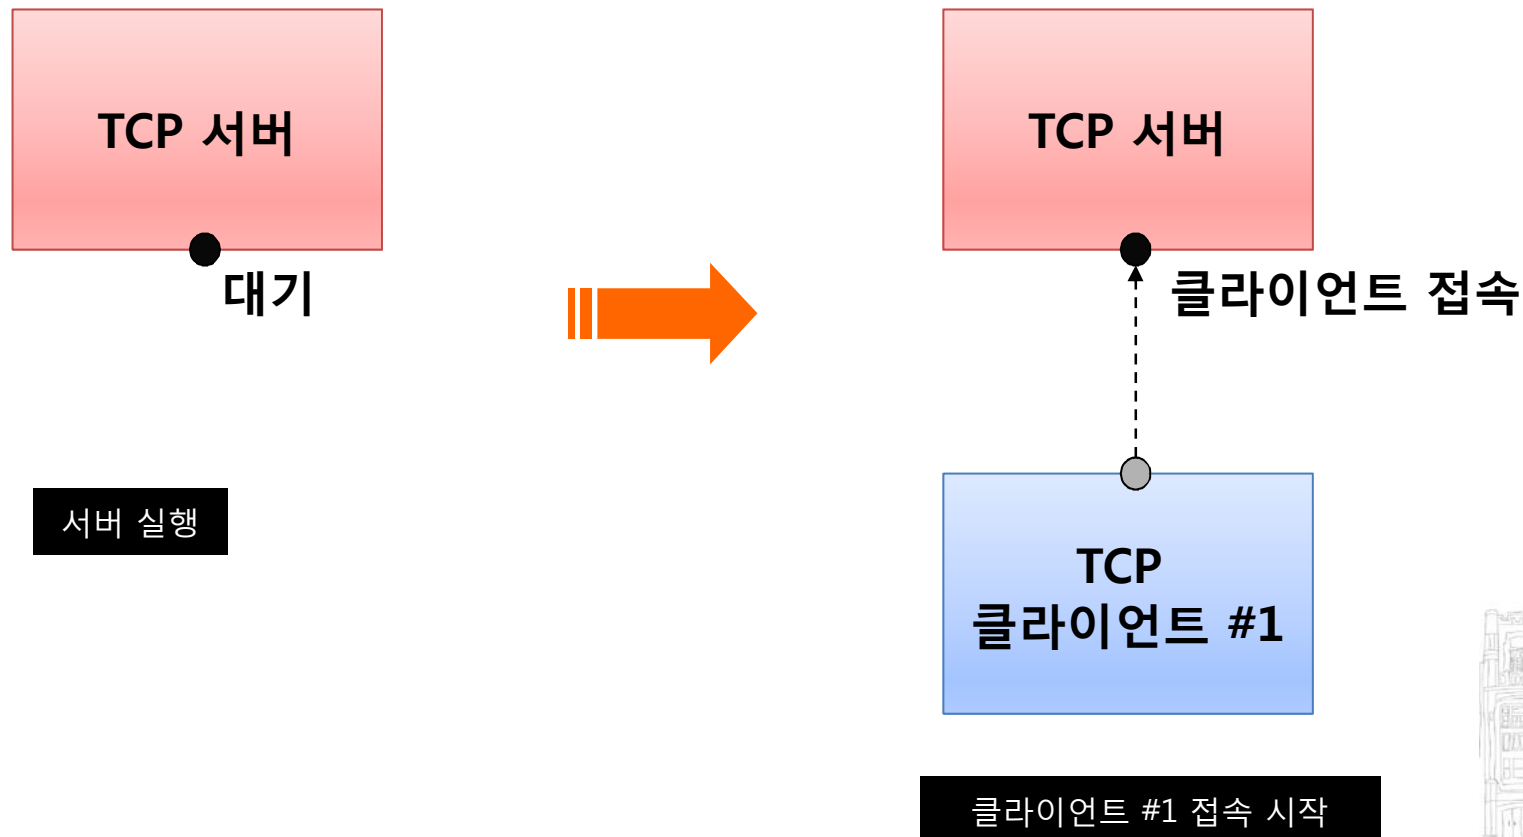 TCP 서버
대기
서버 실행
TCP 서버
클라이언트 접속
TCP
클라이언트 #1
클라이언트 #1 접속 시작